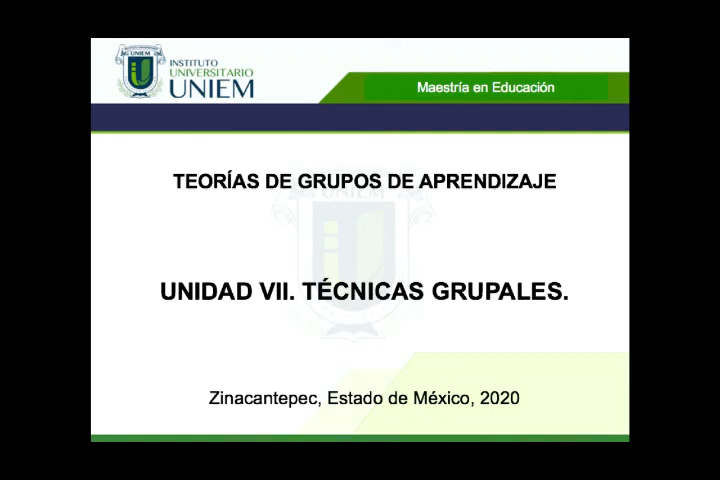 UNIEM
INSTITUTO
UNIVERSITARIO
UNIEM
Maestría en Educación
TEORÍAS DE GRUPOS DE APRENDIZAJE
UNIEM
UNIDAD VII. TÉCNICAS GRUPALES.
Zinacantepec, Estado de México, 2020